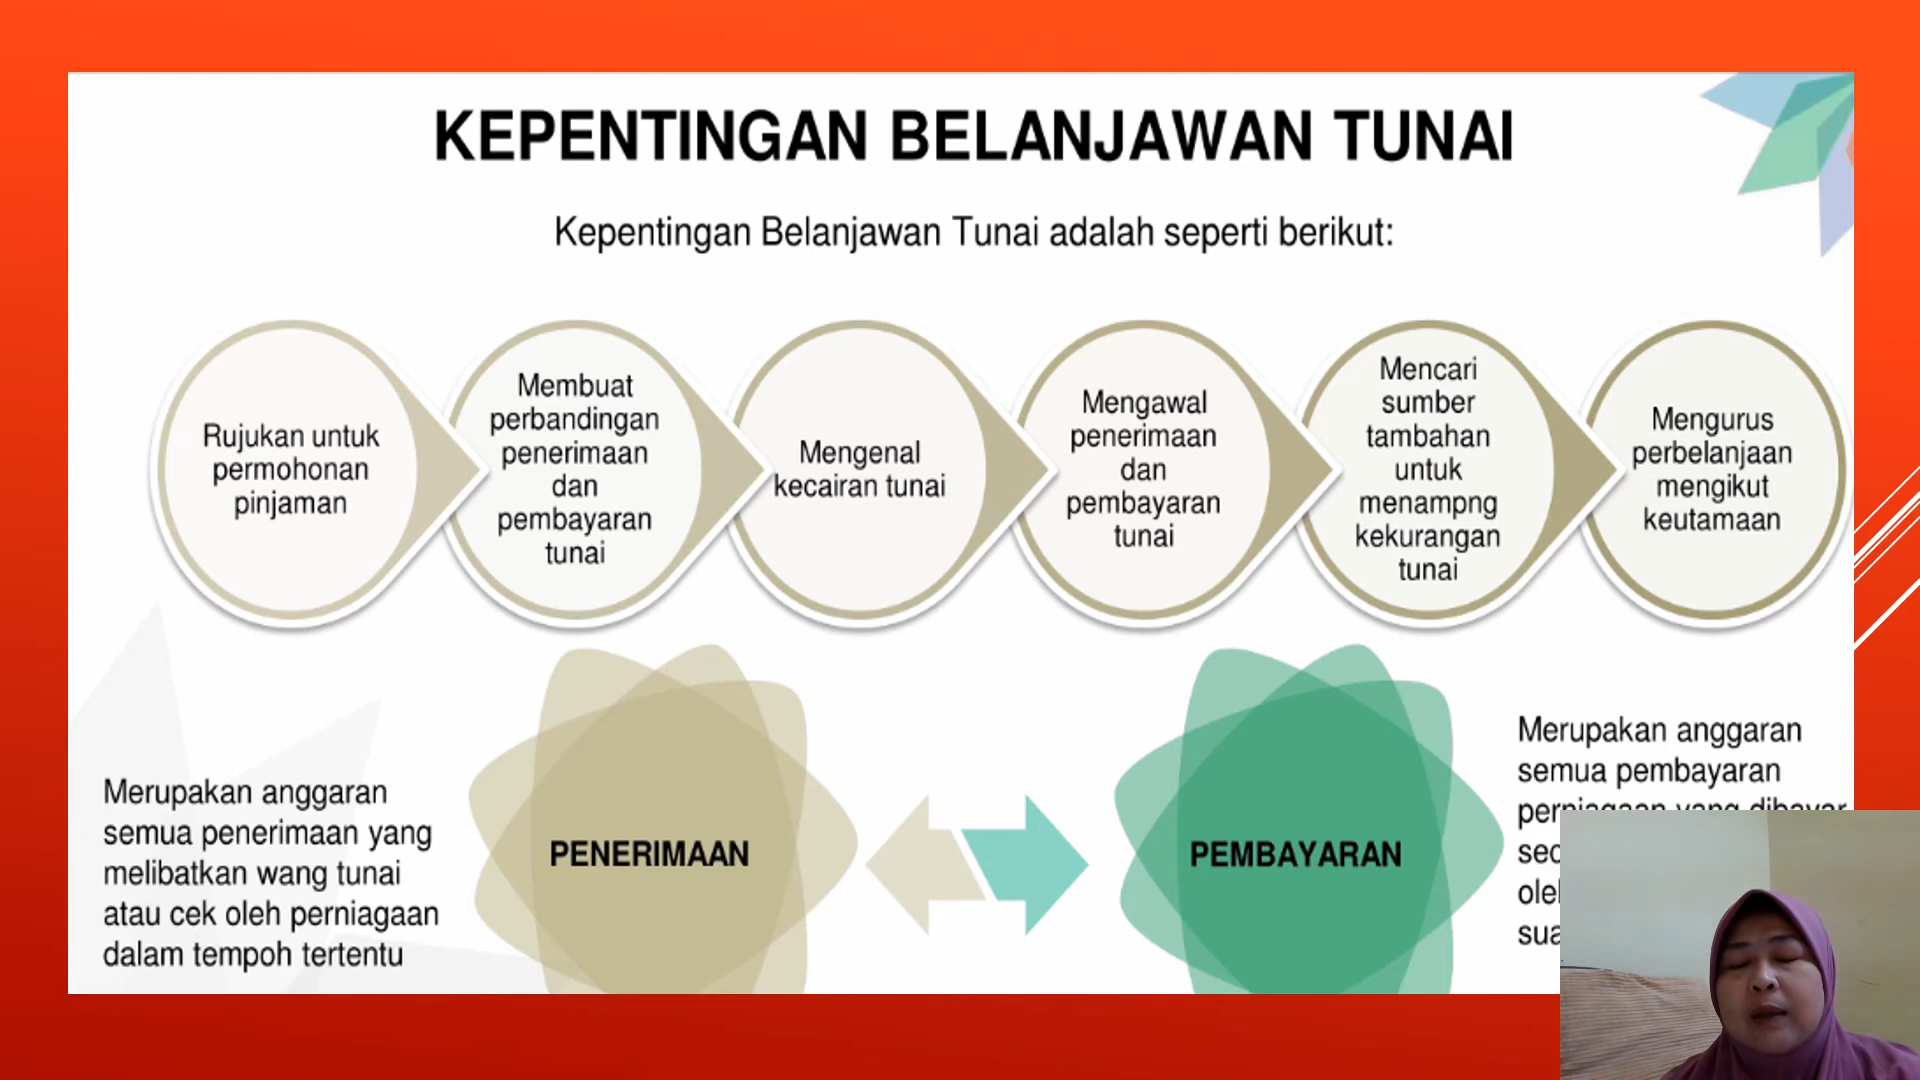 KEPENTINGAN BELANJAWAN TUNAI
Kepentingan Belanjawan Tunai adalah seperti berikut:
Rujukan untuk
permohonan
pinjaman
Membuat
perbandingan
penerimaan
dan
pembayaran
tunai
Mengenal
kecairan tunai
Mengawal
penerimaan
dan
pembayaran
tunai
Mencari
sumber
tambahan
untuk
menampng
kekurangan
tunai
Mengurus
perbelanjaan
mengikut
keutamaan
Merupakan anggaran
semua penerimaan yang
melibatkan wang tunai
atau cek oleh perniagaan
dalam tempoh tertentu
PENERIMAAN
PEMBAYARAN
Merupakan anggaran
semua pembayaran
perniagaan yang dibayar